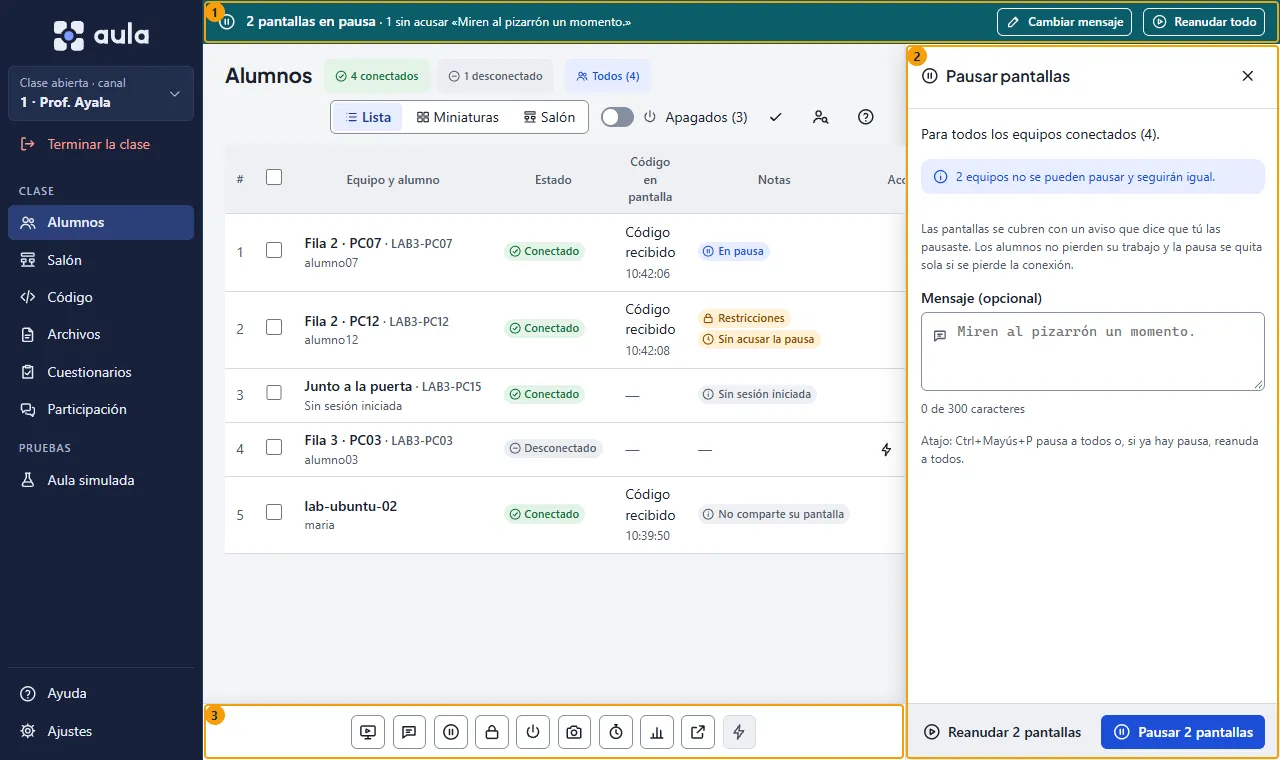 aula
Clase abierta · canal
1 · Prof. Ayala
Terminar la clase
CLASE
Alumnos
Salón
Código
Archivos
Cuestionarios
Participación
PRUEBAS
Aula simulada
Ayuda
Ajustes
1
2 pantallas en pausa · 1 sin acusar «Miren al pizarrón un momento.»
Cambiar mensaje
Reanudar todo
Alumnos
4 conectados
1 desconectado
Todos (4)
Lista
Miniaturas
Salón
Apagados (3)
# Equipo y alumno Estado Código en pantalla Notas Acc
1 Fila 2 · PC07 · LAB3-PC07 Conectado Código recibido En pausa
alumno07 10:42:06
2 Fila 2 · PC12 · LAB3-PC12 Conectado Código recibido Restricciones
alumno12 10:42:08 Sin acusar la pausa
3 Junto a la puerta · LAB3-PC15 Conectado — Sin sesión iniciada
Sin sesión iniciada
4 Fila 3 · PC03 · LAB3-PC03 Desconectado — —
alumno03
5 lab-ubuntu-02 Conectado Código recibido No comparte su pantalla
maria 10:39:50
3
2
Pausar pantallas
Para todos los equipos conectados (4).
2 equipos no se pueden pausar y seguirán igual.
Las pantallas se cubren con un aviso que dice que tú las
pausaste. Los alumnos no pierden su trabajo y la pausa se quita
sola si se pierde la conexión.
Mensaje (opcional)
Miren al pizarrón un momento.
0 de 300 caracteres
Atajo: Ctrl+Mayús+P pausa a todos o, si ya hay pausa, reanuda
a todos.
Reanudar 2 pantallas
Pausar 2 pantallas